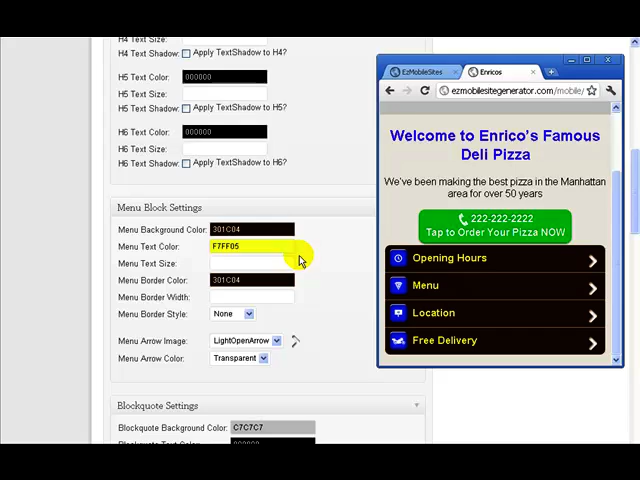 H4 Text Size:
H4 Text Shadow: Apply TextShadow to H4?
H5 Text Color: 000000
H5 Text Size:
H5 Text Shadow: Apply TextShadow to H5?
H6 Text Color: 000000
H6 Text Size:
H6 Text Shadow: Apply TextShadow to H6?
Menu Block Settings
Menu Background Color: 301C04
Menu Text Color: F7FF05
Menu Text Size:
Menu Border Color: 301C04
Menu Border Width:
Menu Border Style: None
Menu Arrow Image: LightOpenArrow
Menu Arrow Color: Transparent
Blockquote Settings
Blockquote Background Color: C7C7C7
Blockquote Text Color: 000000
EzMobileSites
Enricos
ezmobilesitegenerator.com/mobile/
Welcome to Enrico's Famous
Deli Pizza
We've been making the best pizza in the Manhattan
area for over 50 years
222-222-2222
Tap to Order Your Pizza NOW
Opening Hours
Menu
Location
Free Delivery